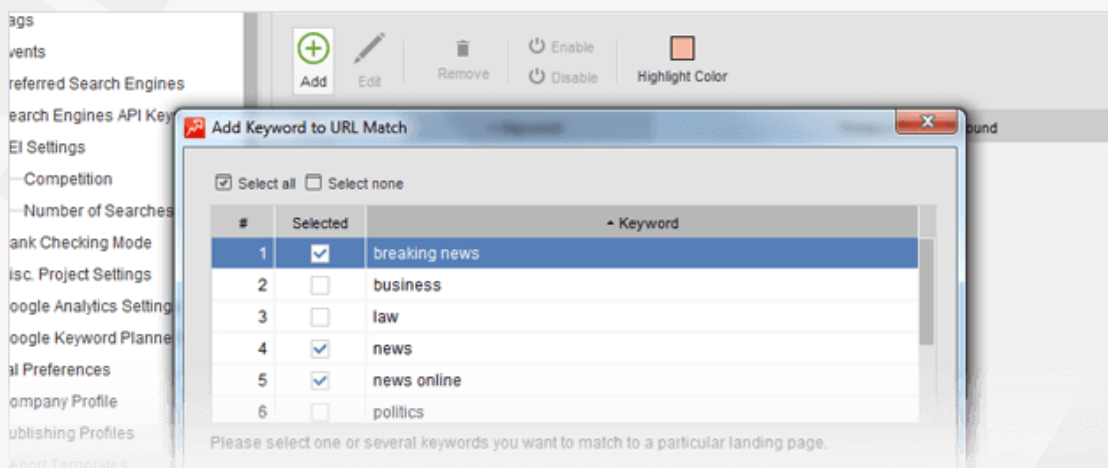 ags
vents
referred Search Engines
earch Engines API Key
EI Settings
Competition
Number of Searches
ank Checking Mode
isc. Project Settings
oogle Analytics Setting
oogle Keyword Planne
al Preferences
ompany Profile
ublishing Profiles
eport Templates
Add
Edit
Remove
Enable
Disable
Highlight Color
ound
Add Keyword to URL Match
Select all Select none
# Selected Keyword
1 breaking news
2 business
3 law
4 news
5 news online
6 politics
Please select one or several keywords you want to match to a particular landing page.